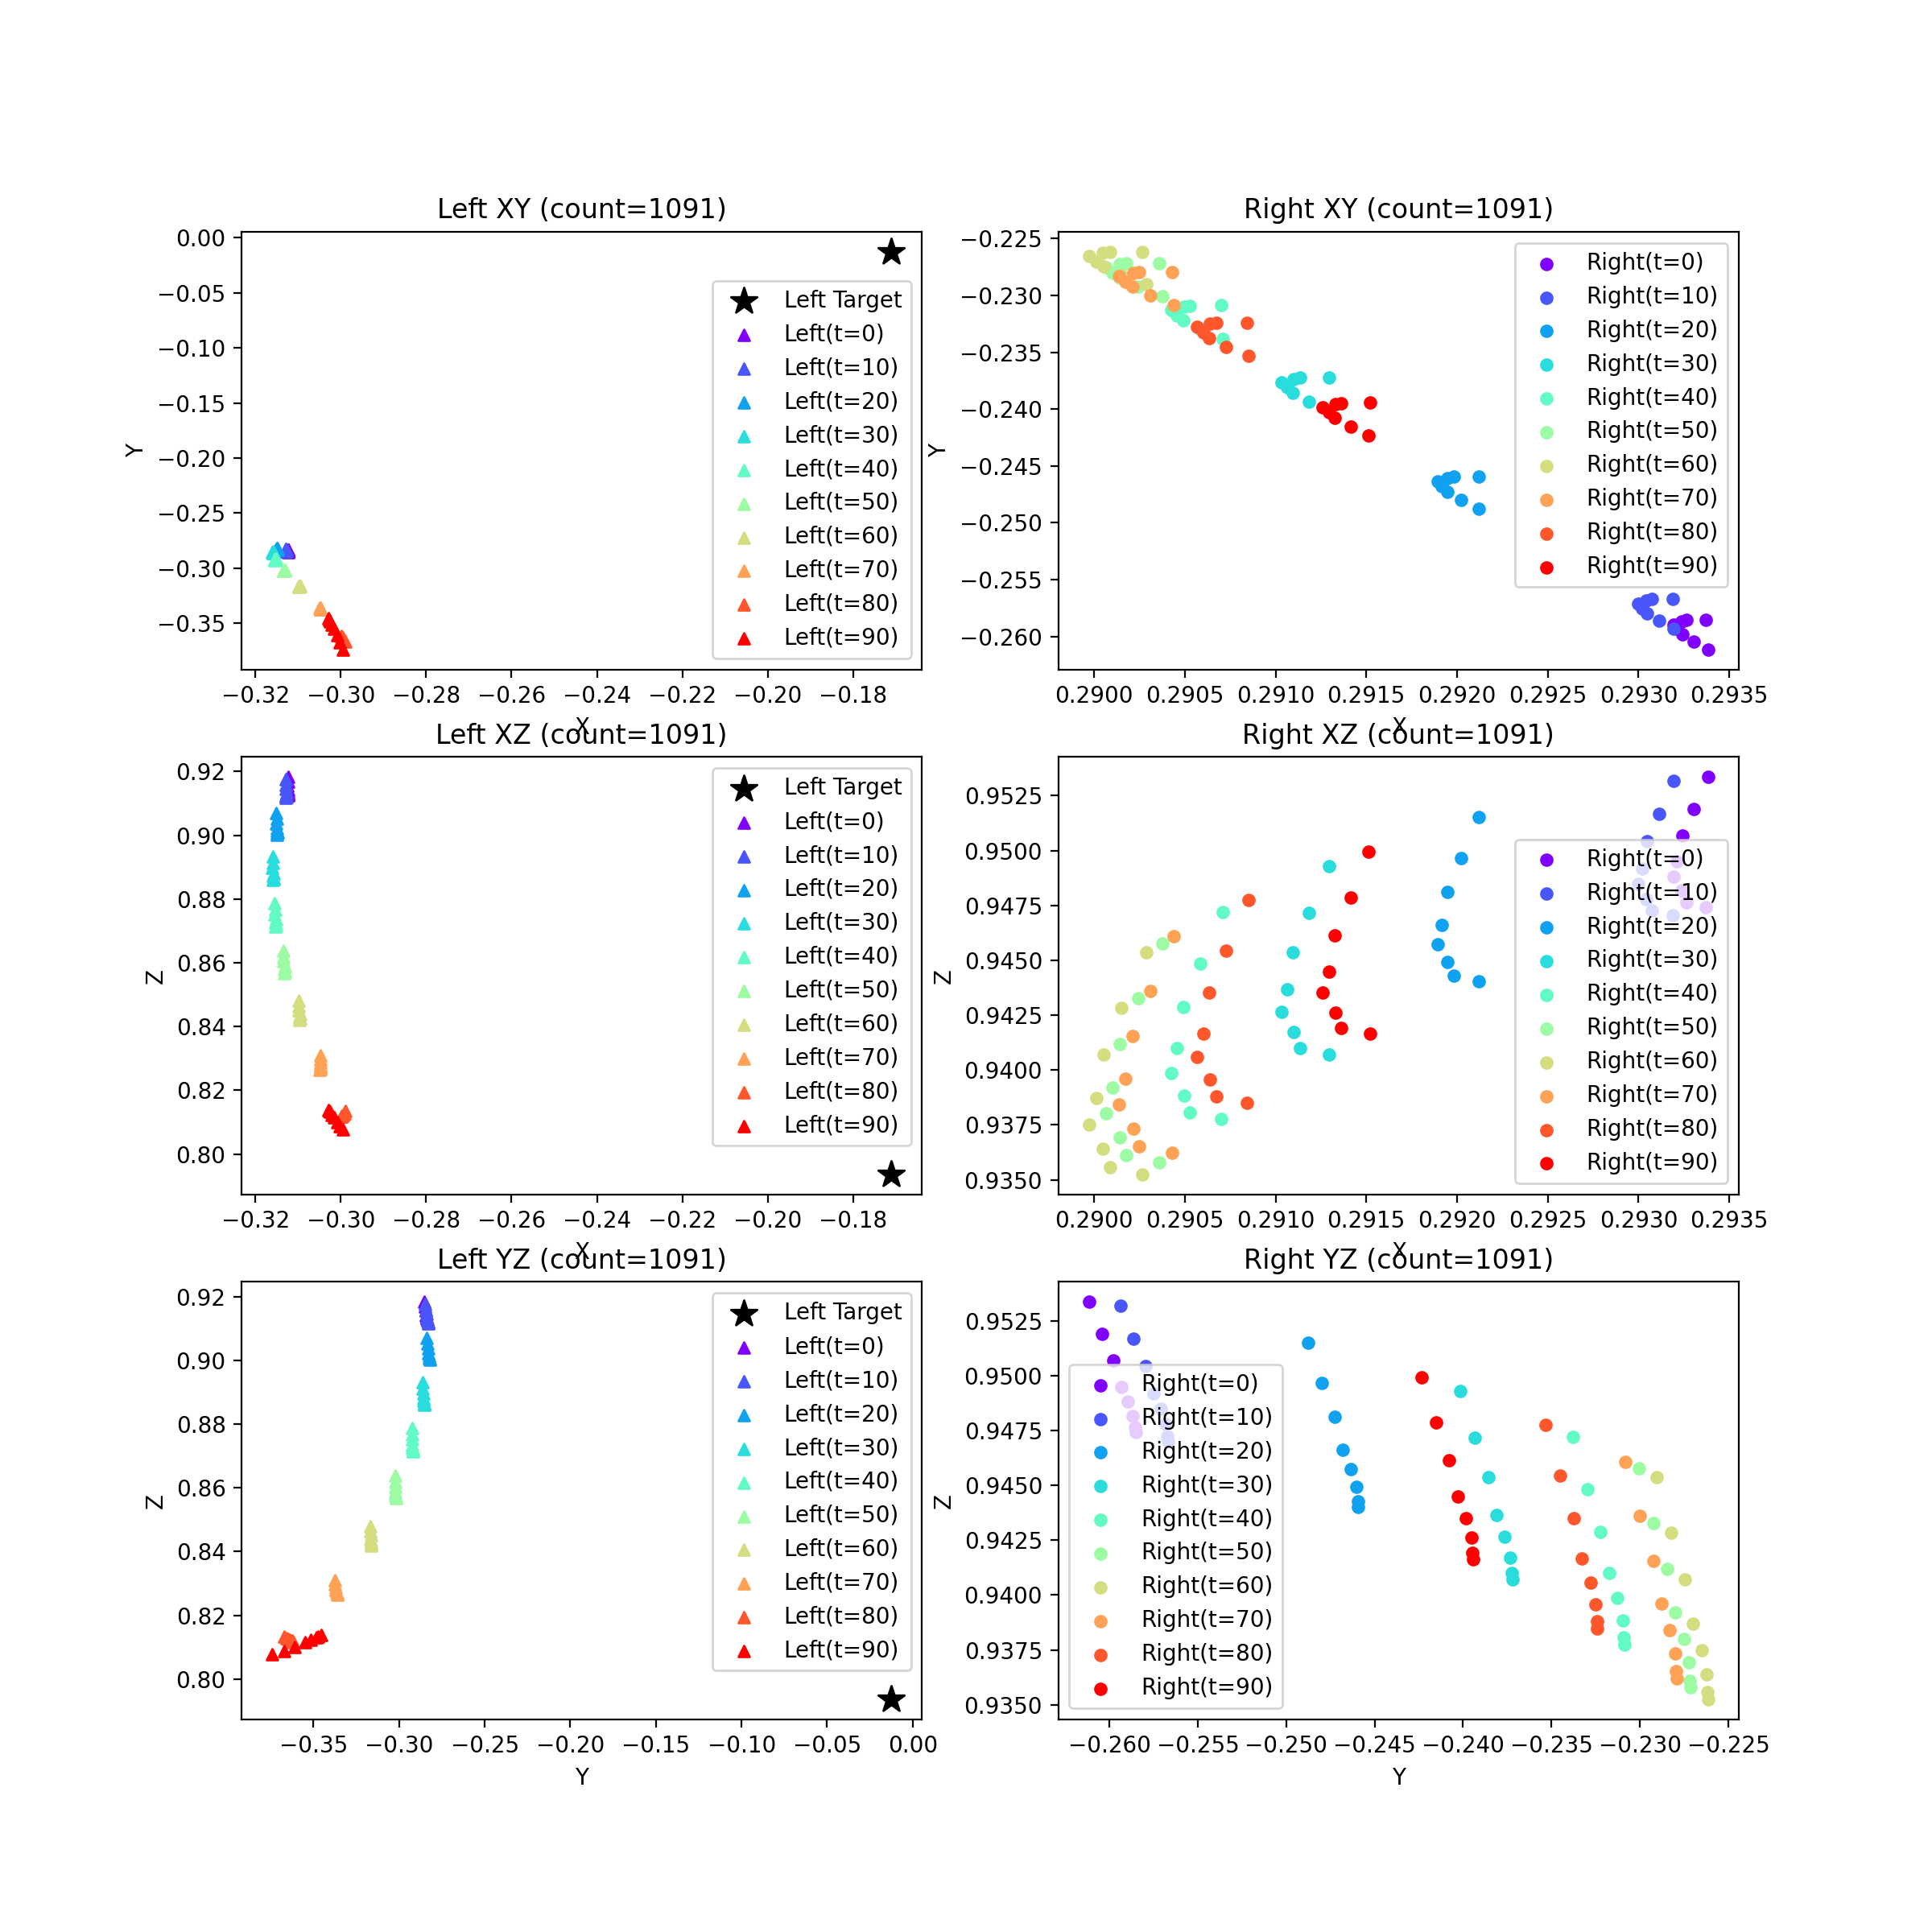 Left XY (count=1091)
0.00
−0.05
−0.10
−0.15
−0.20
−0.25
−0.30
−0.35
Y
−0.32 −0.30 −0.28 −0.26 −0.24 −0.22 −0.20 −0.18
X
Left Target
Left(t=0)
Left(t=10)
Left(t=20)
Left(t=30)
Left(t=40)
Left(t=50)
Left(t=60)
Left(t=70)
Left(t=80)
Left(t=90)
Right XY (count=1091)
−0.225
−0.230
−0.235
−0.240
−0.245
−0.250
−0.255
−0.260
Y
0.2900 0.2905 0.2910 0.2915 0.2920 0.2925 0.2930 0.2935
X
Right(t=0)
Right(t=10)
Right(t=20)
Right(t=30)
Right(t=40)
Right(t=50)
Right(t=60)
Right(t=70)
Right(t=80)
Right(t=90)
Left XZ (count=1091)
0.92
0.90
0.88
0.86
0.84
0.82
0.80
Z
−0.32 −0.30 −0.28 −0.26 −0.24 −0.22 −0.20 −0.18
X
Left Target
Left(t=0)
Left(t=10)
Left(t=20)
Left(t=30)
Left(t=40)
Left(t=50)
Left(t=60)
Left(t=70)
Left(t=80)
Left(t=90)
Right XZ (count=1091)
0.9525
0.9500
0.9475
0.9450
0.9425
0.9400
0.9375
0.9350
Z
0.2900 0.2905 0.2910 0.2915 0.2920 0.2925 0.2930 0.2935
X
Right(t=0)
Right(t=10)
Right(t=20)
Right(t=30)
Right(t=40)
Right(t=50)
Right(t=60)
Right(t=70)
Right(t=80)
Right(t=90)
Left YZ (count=1091)
0.92
0.90
0.88
0.86
0.84
0.82
0.80
Z
−0.35 −0.30 −0.25 −0.20 −0.15 −0.10 −0.05 0.00
Y
Left Target
Left(t=0)
Left(t=10)
Left(t=20)
Left(t=30)
Left(t=40)
Left(t=50)
Left(t=60)
Left(t=70)
Left(t=80)
Left(t=90)
Right YZ (count=1091)
0.9525
0.9500
0.9475
0.9450
0.9425
0.9400
0.9375
0.9350
Z
−0.260 −0.255 −0.250 −0.245 −0.240 −0.235 −0.230 −0.225
Y
Right(t=0)
Right(t=10)
Right(t=20)
Right(t=30)
Right(t=40)
Right(t=50)
Right(t=60)
Right(t=70)
Right(t=80)
Right(t=90)